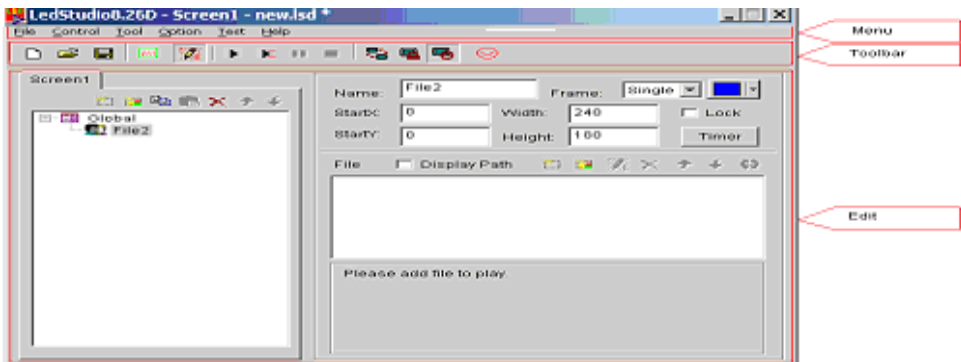 LedStudio8.26D - Screen1 - new.lsd *
File Control Tool Option Test Help
Menu
Toolbar
Screen1
Global
File2
Name: File2 Frame: Single
StartX: 0 Width: 240 Lock
StartY: 0 Height: 180 Timer
File Display Path
Edit
Please add file to play.